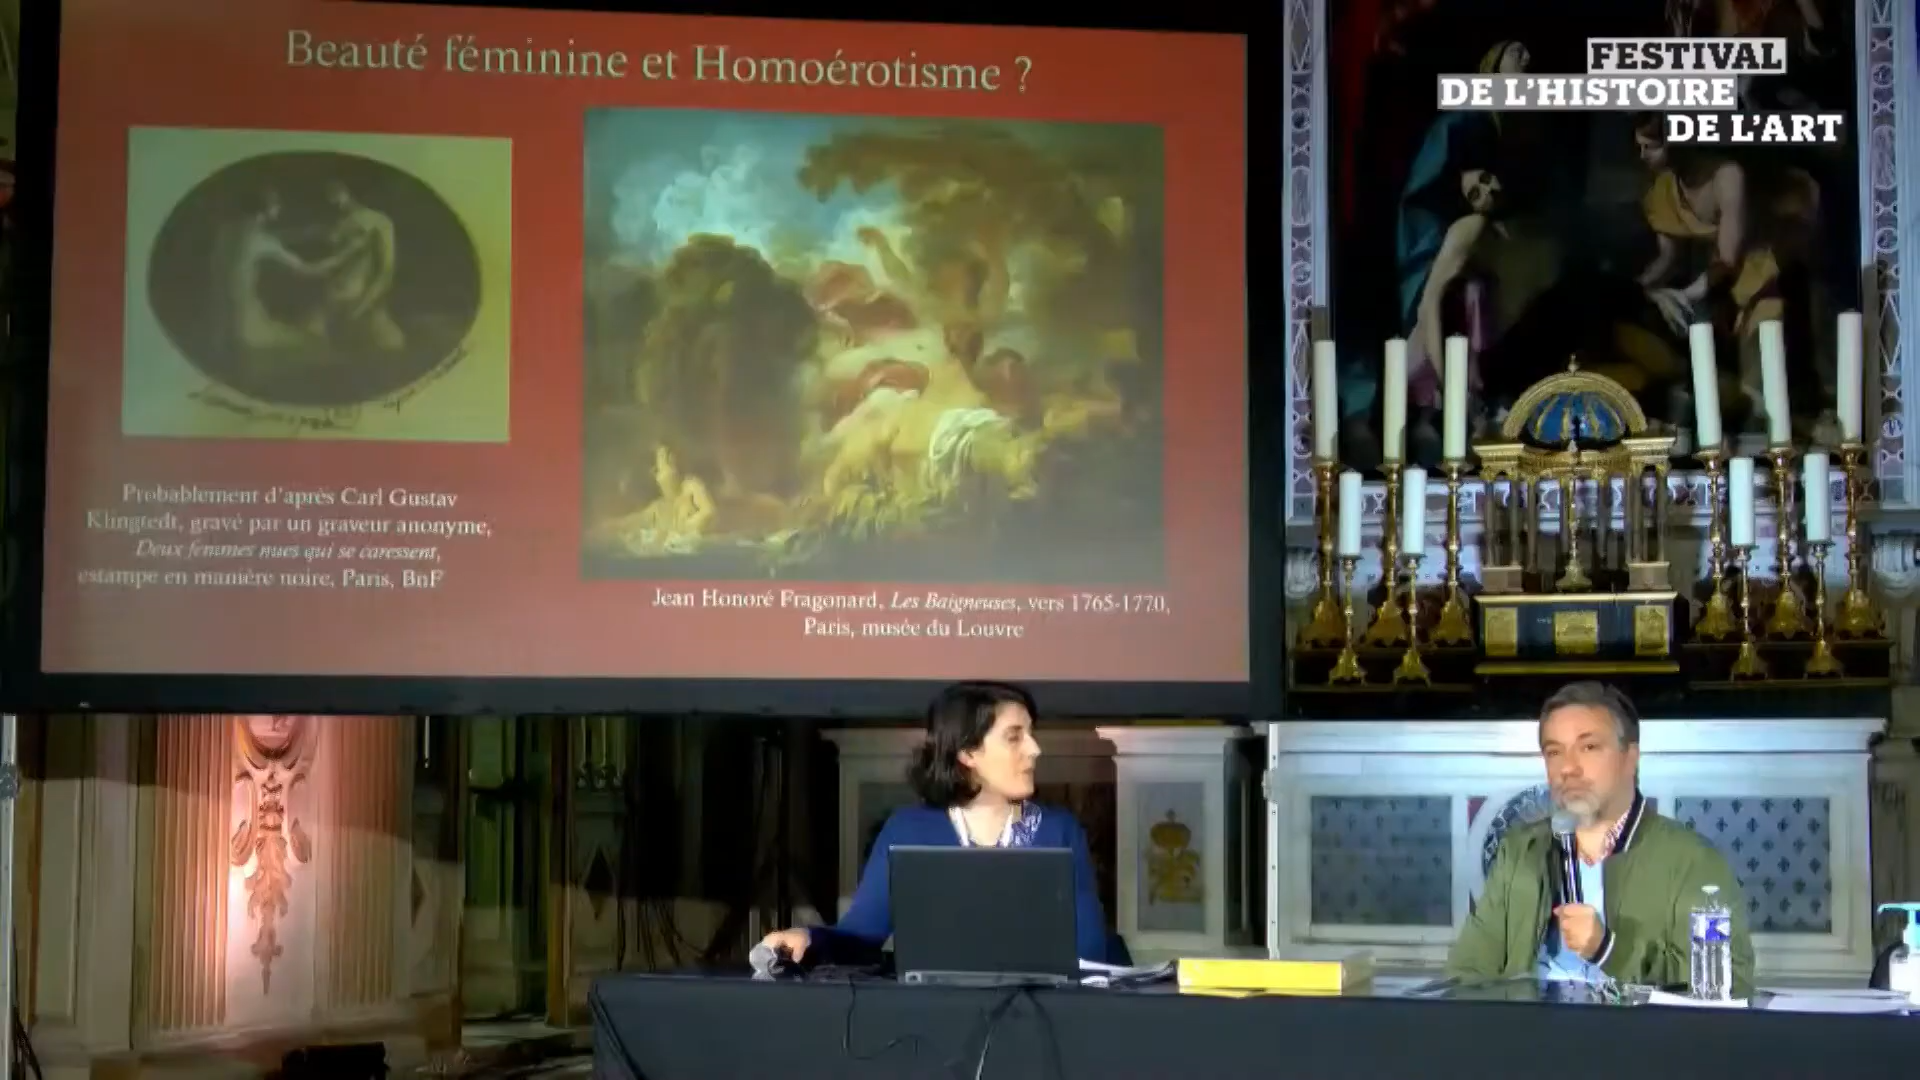 Beauté féminine et Homoérotisme ?
FESTIVAL
DE L'HISTOIRE
DE L'ART
Probablement d'après Carl Gustav
Klingtedt, gravé par un graveur anonyme,
Deux femmes nues qui se caressent,
estampe en manière noire, Paris, BnF
Jean Honoré Fragonard, Les Baigneuses, vers 1765-1770,
Paris, musée du Louvre